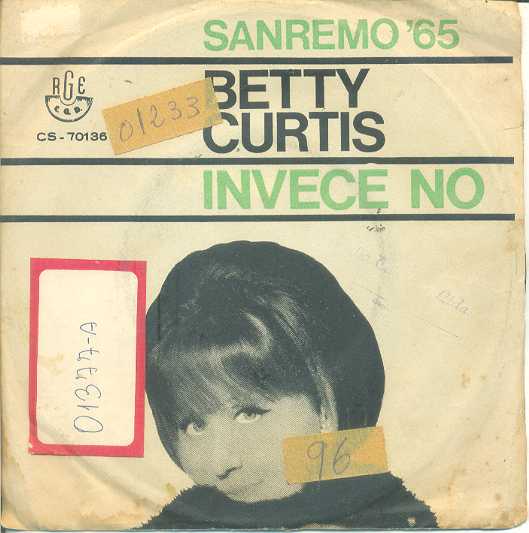 SANREMO '65
RGE
CS-70136
01233
BETTY
CURTIS
INVECE NO
01377-A
96